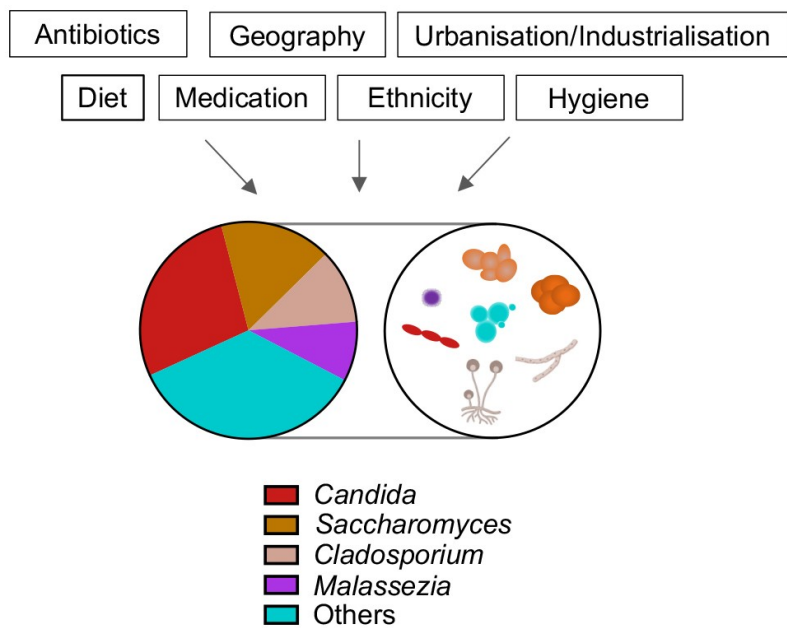 Antibiotics
Geography
Urbanisation/Industrialisation
Diet
Medication
Ethnicity
Hygiene
Candida
Saccharomyces
Cladosporium
Malassezia
Others